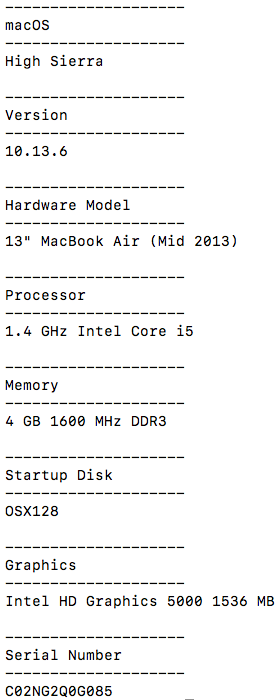 --------------------
macOS
--------------------
High Sierra
--------------------
Version
--------------------
10.13.6
--------------------
Hardware Model
--------------------
13" MacBook Air (Mid 2013)
--------------------
Processor
--------------------
1.4 GHz Intel Core i5
--------------------
Memory
--------------------
4 GB 1600 MHz DDR3
--------------------
Startup Disk
--------------------
OSX128
--------------------
Graphics
--------------------
Intel HD Graphics 5000 1536 MB
--------------------
Serial Number
--------------------
C02NG2Q0G085 _